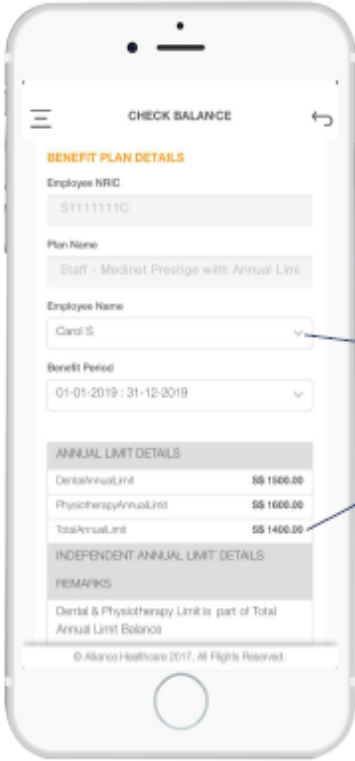 CHECK BALANCE
BENEFIT PLAN DETAILS
Employee NRIC
S1111111C
Plan Name
Staff - Medinet Prestige with Annual Limi
Employee Name
Carol S
Benefit Period
01-01-2019 : 31-12-2019
ANNUAL LIMIT DETAILS
DentalAnnualLimit S$ 1500.00
PhysiotherapyAnnualLimit S$ 1600.00
TotalAnnualLimit S$ 1400.00
INDEPENDENT ANNUAL LIMIT DETAILS
REMARKS
Dental & Physiotherapy Limit is part of Total
Annual Limit Balance
© Alliance Healthcare 2017, All Rights Reserved.